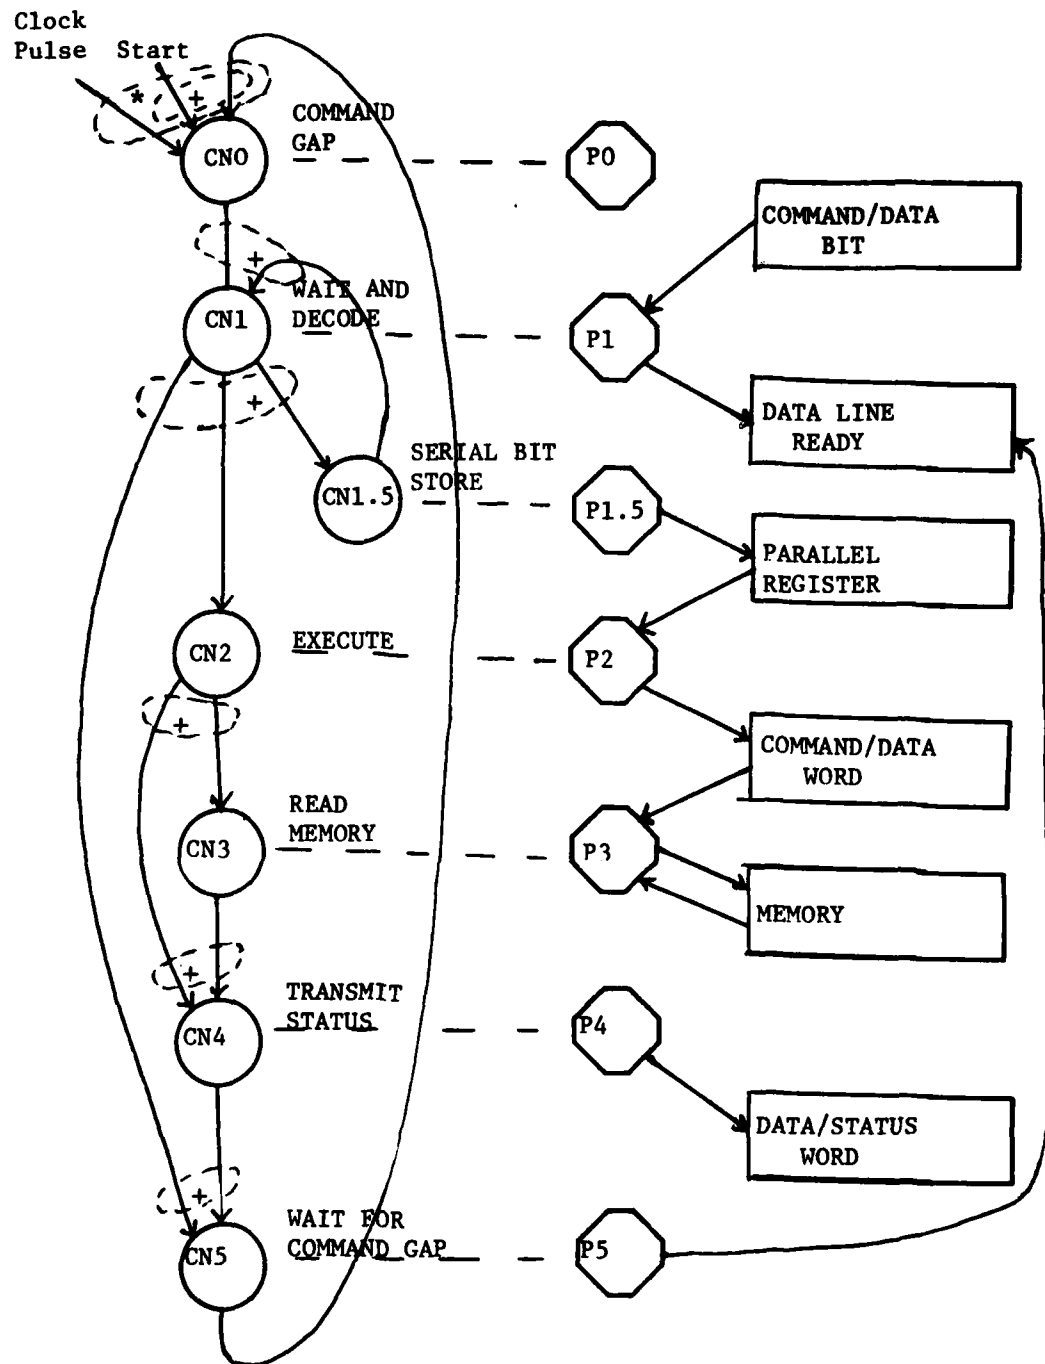 Clock
Pulse Start
*
+
CN0
COMMAND
GAP
P0
COMMAND/DATA
BIT
+
CN1
WAIT AND
DECODE
P1
+
DATA LINE
READY
CN1.5
SERIAL BIT
STORE
P1.5
PARALLEL
REGISTER
CN2
EXECUTE
P2
+
COMMAND/DATA
WORD
CN3
READ
MEMORY
P3
MEMORY
+
CN4
TRANSMIT
STATUS
P4
DATA/STATUS
WORD
+
CN5
WAIT FOR
COMMAND GAP
P5